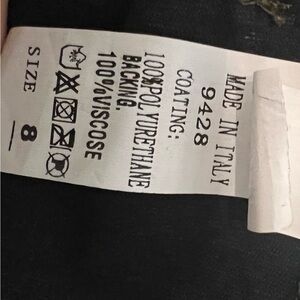 MADE IN ITALY
9428
COATING:
100%POLYURETHANE
BACKING.
100%VISCOSE
SIZE 8